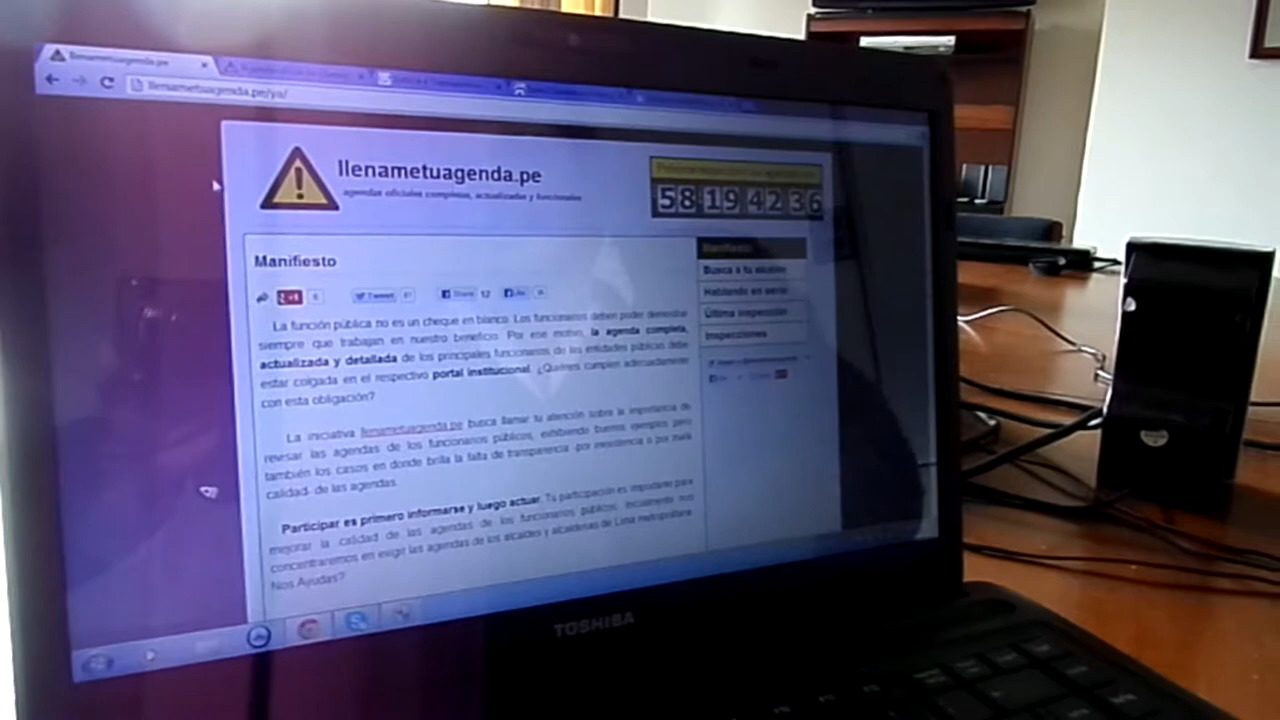 llenametuagenda.pe
llenametuagenda.pe/ya/
llenametuagenda.pe
agendas oficiales completas, actualizadas y funcionales
58 19 42 36
Manifiesto
Manifiesto
Busca a tu alcalde
Hablando en serio
Última inspección
Inspecciones
Tweet
Share 12
Like
La función pública no es un cheque en blanco. Los funcionarios deben poder demostrar
siempre que trabajan en nuestro beneficio. Por ese motivo, la agenda completa,
actualizada y detallada de los principales funcionarios de las entidades públicas debe
estar colgada en el respectivo portal institucional. ¿Quiénes cumplen adecuadamente
con esta obligación?
La iniciativa llenametuagenda.pe busca llamar tu atención sobre la importancia de
revisar las agendas de los funcionarios públicos, exhibiendo buenos ejemplos pero
también los casos en donde brilla la falta de transparencia -por inexistencia o por mala
calidad- de las agendas.
Participar es primero informarse y luego actuar. Tu participación es importante para
mejorar la calidad de las agendas de los funcionarios públicos, inicialmente nos
concentraremos en exigir las agendas de los alcaldes y alcaldesas de Lima metropolitana
Nos Ayudas?
TOSHIBA